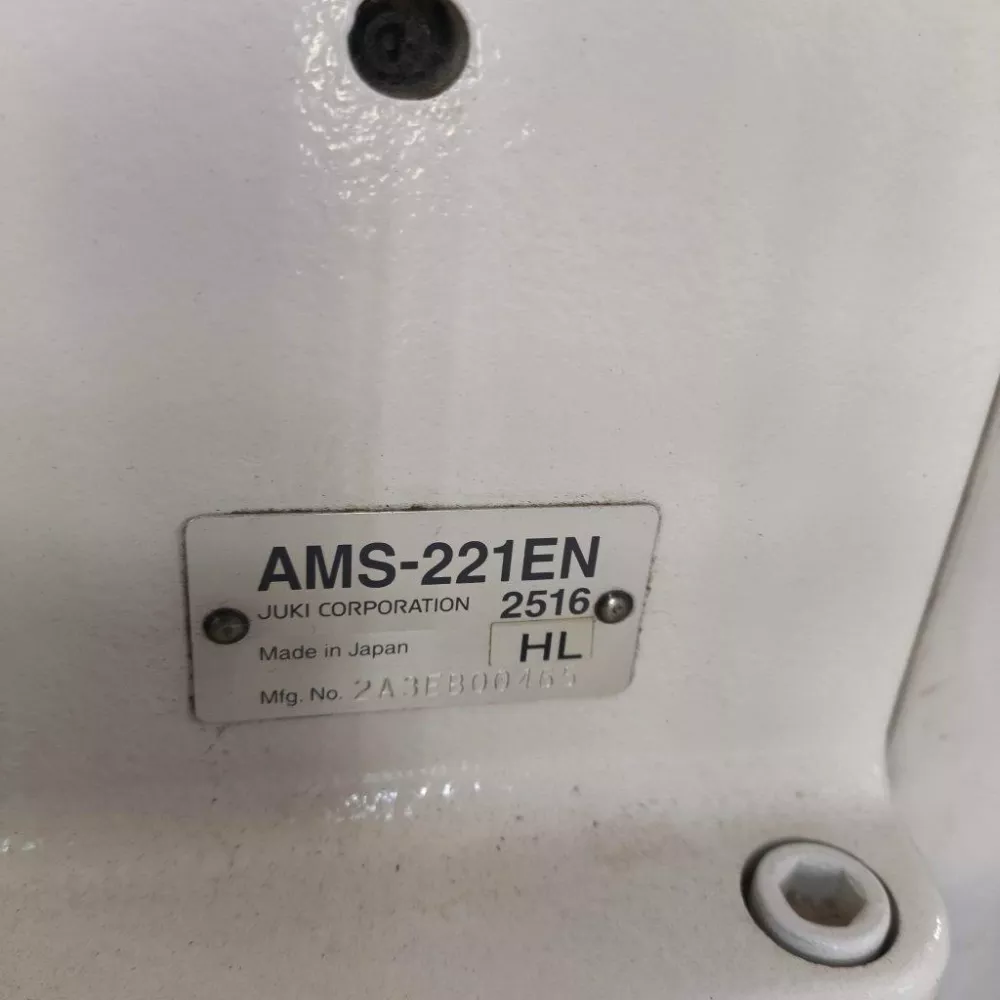 AMS-221EN
JUKI CORPORATION 2516
Made in Japan HL
Mfg. No. 2A3EB00465